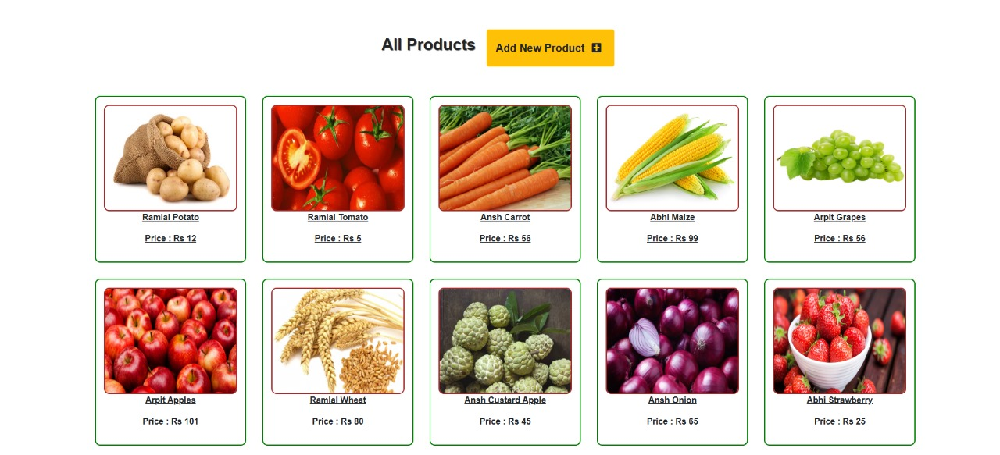 All Products
Add New Product
Ramlal Potato
Price : Rs 12
Ramlal Tomato
Price : Rs 5
Ansh Carrot
Price : Rs 56
Abhi Maize
Price : Rs 99
Arpit Grapes
Price : Rs 56
Arpit Apples
Price : Rs 101
Ramlal Wheat
Price : Rs 80
Ansh Custard Apple
Price : Rs 45
Ansh Onion
Price : Rs 65
Abhi Strawberry
Price : Rs 25